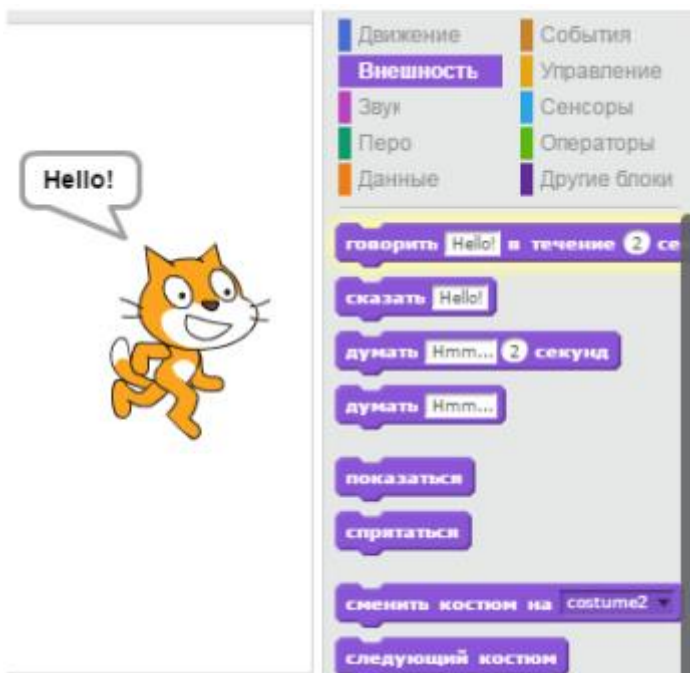 Hello!
Движение
События
Внешность
Управление
Звук
Сенсоры
Перо
Операторы
Данные
Другие блоки
говорить Hello! в течение 2 се
сказать Hello!
думать Hmm... 2 секунд
думать Hmm...
показаться
спрятаться
сменить костюм на costume2
следующий костюм